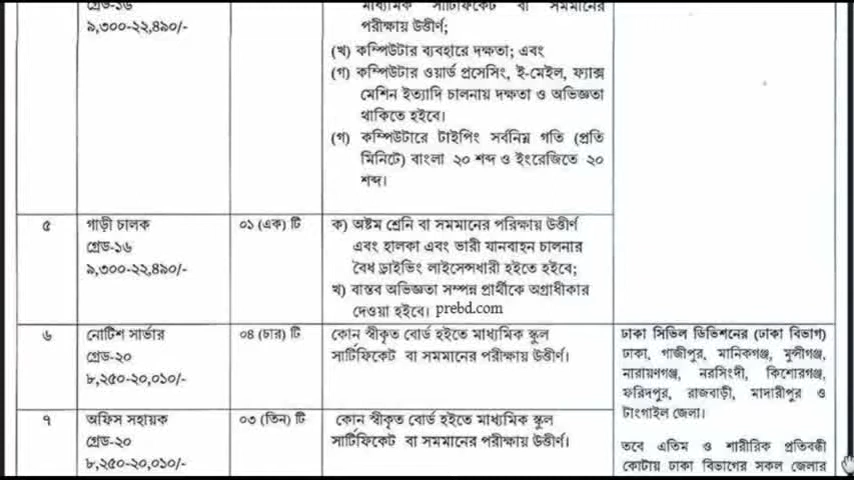 গ্রেড-১৬
৯,৩০০-২২,৪৯০/-
মাধ্যমিক সার্টিফিকেট বা সমমানের
পরীক্ষায় উত্তীর্ণ;
(খ) কম্পিউটার ব্যবহারে দক্ষতা; এবং
(গ) কম্পিউটার ওয়ার্ড প্রসেসিং, ই-মেইল, ফ্যাক্স
মেশিন ইত্যাদি চালনায় দক্ষতা ও অভিজ্ঞতা
থাকিতে হইবে।
(গ) কম্পিউটারে টাইপিং সর্বনিম্ন গতি (প্রতি
মিনিটে) বাংলা ২০ শব্দ ও ইংরেজিতে ২০
শব্দ।
৫
গাড়ী চালক
গ্রেড-১৬
৯,৩০০-২২,৪৯০/-
০১ (এক) টি
ক) অষ্টম শ্রেনি বা সমমানের পরিক্ষায় উত্তীর্ণ
এবং হালকা এবং ভারী যানবাহন চালনার
বৈধ ড্রাইভিং লাইসেন্সধারী হইতে হইবে;
খ) বাস্তব অভিজ্ঞতা সম্পন্ন প্রার্থীকে অগ্রাধীকার
দেওয়া হইবে। prebd.com
৬
নোটিশ সার্ভার
গ্রেড-২০
৮,২৫০-২০,০১০/-
০৪ (চার) টি
কোন স্বীকৃত বোর্ড হইতে মাধ্যমিক স্কুল
সার্টিফিকেট বা সমমানের পরীক্ষায় উত্তীর্ণ।
ঢাকা সিভিল ডিভিশনের (ঢাকা বিভাগ)
ঢাকা, গাজীপুর, মানিকগঞ্জ, মুন্সীগঞ্জ,
নারায়ণগঞ্জ, নরসিংদী, কিশোরগঞ্জ,
ফরিদপুর, রাজবাড়ী, মাদারীপুর ও
টাংগাইল জেলা।
৭
অফিস সহায়ক
গ্রেড-২০
৮,২৫০-২০,০১০/-
০৩ (তিন) টি
কোন স্বীকৃত বোর্ড হইতে মাধ্যমিক স্কুল
সার্টিফিকেট বা সমমানের পরীক্ষায় উত্তীর্ণ।
তবে এতিম ও শারীরিক প্রতিবন্ধী
কোটায় ঢাকা বিভাগের সকল জেলার